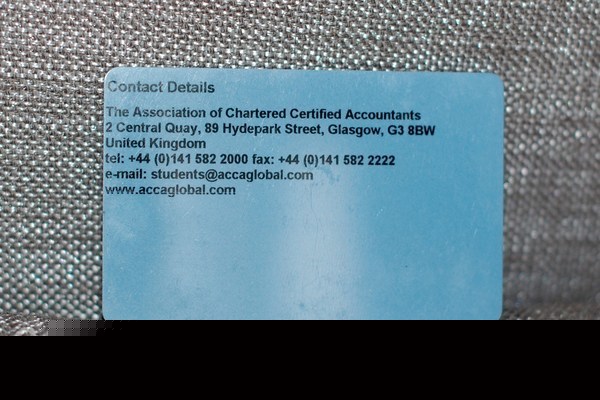 Contact Details
The Association of Chartered Certified Accountants
2 Central Quay, 89 Hydepark Street, Glasgow, G3 8BW
United Kingdom
tel: +44 (0)141 582 2000 fax: +44 (0)141 582 2222
e-mail: students@accaglobal.com
www.accaglobal.com